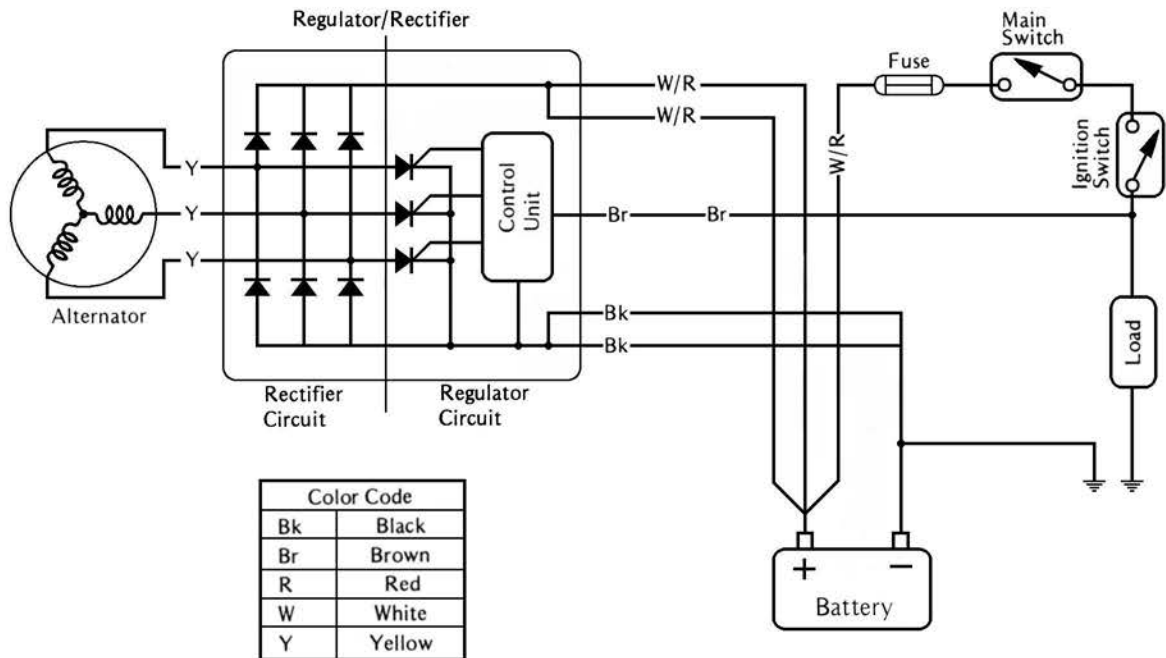 Regulator/Rectifier
Main
Switch
Fuse
W/R
W/R
W/R
Ignition
Switch
Y
Y
Y
Control
Unit
Br
Br
Alternator
Bk
Bk
Load
Rectifier
Circuit
Regulator
Circuit
Color Code
Bk Black
Br Brown
R Red
W White
Y Yellow
+ −
Battery